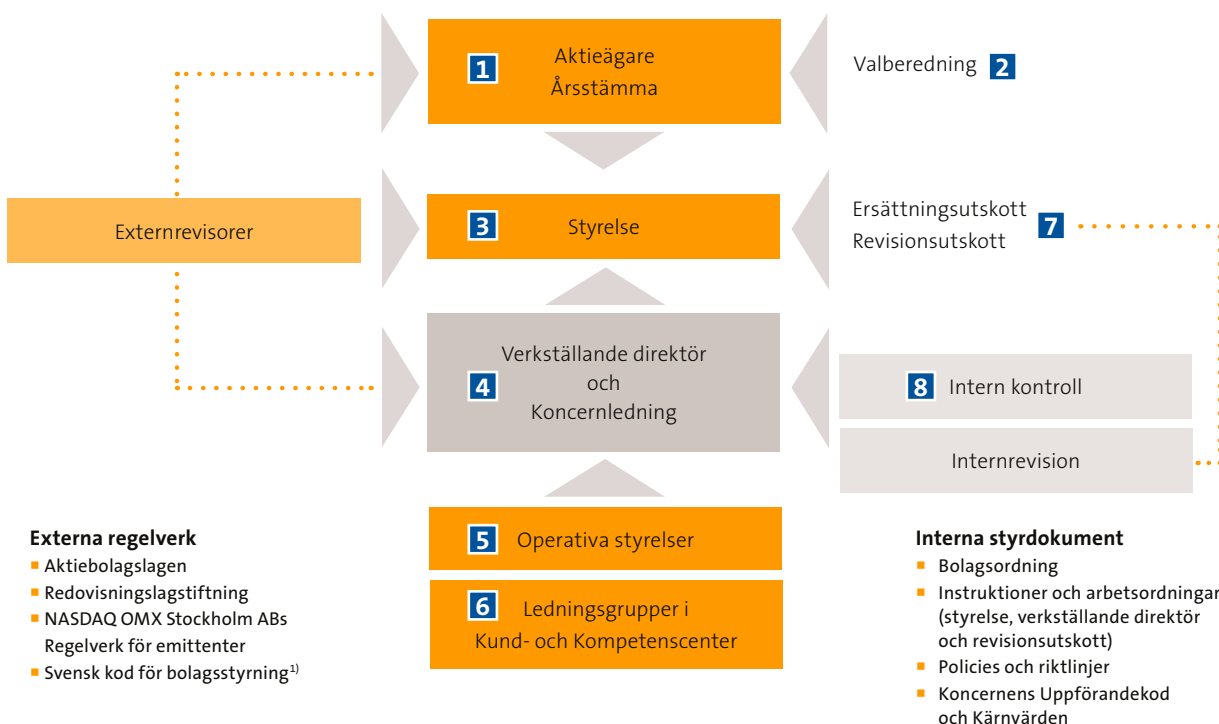 1
Aktieägare
Årsstämma
Valberedning 2
Externrevisorer
3
Styrelse
Ersättningsutskott
Revisionsutskott
7
Verkställande direktör
och
Koncernledning
4
8 Intern kontroll
Internrevision
5 Operativa styrelser
6
Ledningsgrupper i
Kund- och Kompetenscenter
Externa regelverk
■ Aktiebolagslagen
■ Redovisningslagstiftning
■ NASDAQ OMX Stockholm ABs
Regelverk för emittenter
■ Svensk kod för bolagsstyrning1)
Interna styrdokument
■ Bolagsordning
■ Instruktioner och arbetsordningar
(styrelse, verkställande direktör
och revisionsutskott)
■ Policies och riktlinjer
■ Koncernens Uppförandekod
och Kärnvärden